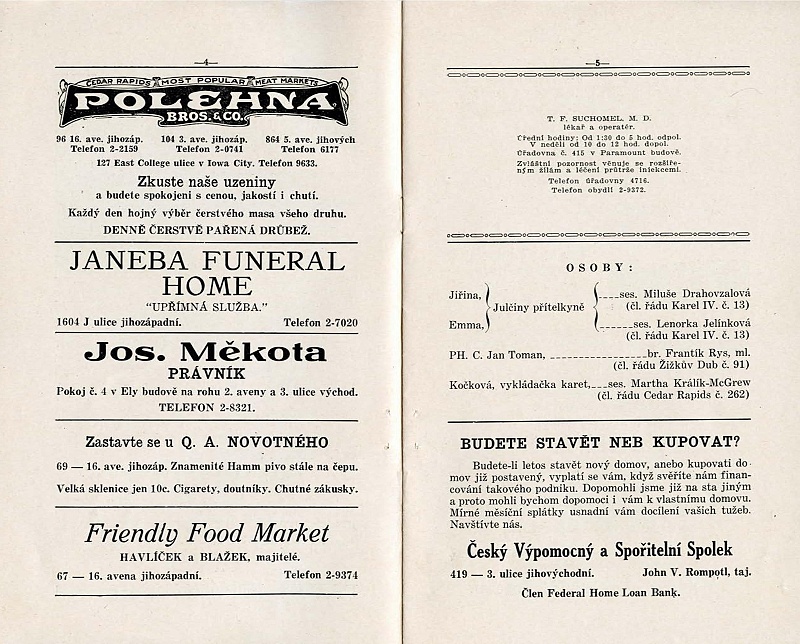 —4—
CEDAR RAPIDS MOST POPULAR MEAT MARKETS
POLEHNA
BROS. & CO.
96 16. ave. jihozáp. 104 3. ave. jihozáp. 864 5. ave. jihových
Telefon 2-2159 Telefon 2-0741 Telefon 6177
127 East College ulice v Iowa City. Telefon 9633.
Zkuste naše uzeniny
a budete spokojeni s cenou, jakostí i chutí.
Každý den hojný výběr čerstvého masa všeho druhu.
DENNĚ ČERSTVĚ PAŘENÁ DRŮBEŽ.
JANEBA FUNERAL
HOME
"UPŘÍMNÁ SLUŽBA."
1604 J ulice jihozápadní. Telefon 2-7020
Jos. Měkota
PRÁVNÍK
Pokoj č. 4 v Ely budově na rohu 2. aveny a 3. ulice východ.
TELEFON 2-8321.
Zastavte se u Q. A. NOVOTNÉHO
69 — 16. ave. jihozáp. Znamenité Hamm pivo stále na čepu.
Velká sklenice jen 10c. Cigarety, doutníky. Chutné zákusky.
Friendly Food Market
HAVLÍČEK a BLAŽEK, majitelé.
67 — 16. avena jihozápadní. Telefon 2-9374
—5—
T. F. SUCHOMEL, M. D.
lékař a operatér.
Úřední hodiny: Od 1:30 do 5 hod. odpol.
V neděli od 10 do 12 hod. dopol.
Úřadovna č. 415 v Paramount budově.
Zvláštní pozornost věnuje se rozšíře-
ným žilám a léčení průtrže injekcemi.
Telefon úřadovny 4716.
Telefon obydlí 2-9372.
OSOBY:
Jiřina, ses. Miluše Drahovzalová
(čl. řádu Karel IV. č. 13)
Julčiny přítelkyně
Emma, ses. Lenorka Jelínková
(čl. řádu Karel IV. č. 13)
PH. C. Jan Toman, br. Frantík Rys, ml.
(čl. řádu Žižkův Dub č. 91)
Kočková, vykládačka karet, ses. Martha Králík-McGrew
(čl. řádu Cedar Rapids č. 262)
BUDETE STAVĚT NEB KUPOVAT?
Budete-li letos stavět nový domov, anebo kupovati do-
mov již postavený, vyplatí se vám, když svěříte nám finan-
cování takového podniku. Dopomohli jsme již na sta jiným
a proto mohli bychom dopomoci i vám k vlastnímu domovu.
Mírné měsíční splátky usnadní vám docílení vašich tužeb.
Navštivte nás.
Český Výpomocný a Spořitelní Spolek
419 — 3. ulice jihovýchodní. John V. Rompotl, taj.
Člen Federal Home Loan Bank.